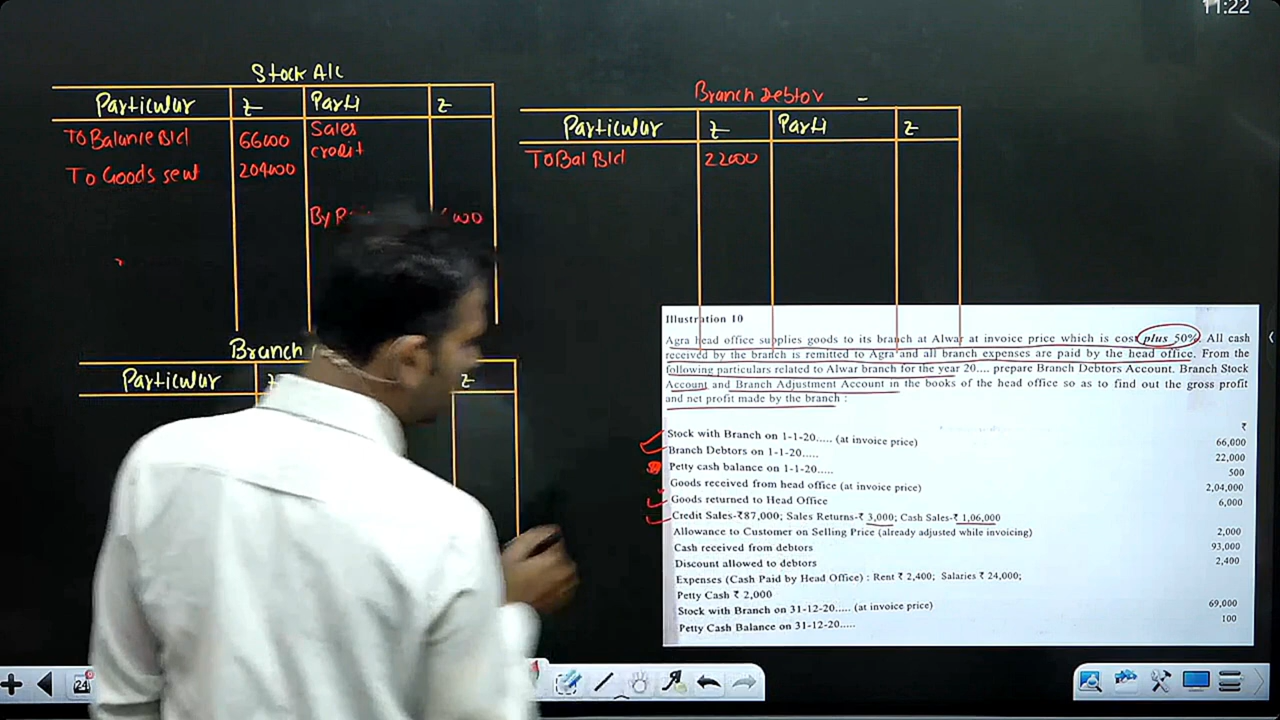 11:22
Stock A/c
Particular ₹ Parti ₹
To Balance B/d 66000 Sales
credit
To Goods sent 204000
By
Branch Debtor -
Particular ₹ Parti ₹
To Bal B/d 22000
Branch
Particular ₹ ₹
Illustration 10
Agra head office supplies goods to its branch at Alwar at invoice price which is cost plus 50%. All cash
received by the branch is remitted to Agra and all branch expenses are paid by the head office. From the
following particulars related to Alwar branch for the year 20.... prepare Branch Debtors Account. Branch Stock
Account and Branch Adjustment Account in the books of the head office so as to find out the gross profit
and net profit made by the branch :
₹
Stock with Branch on 1-1-20..... (at invoice price) 66,000
Branch Debtors on 1-1-20..... 22,000
Petty cash balance on 1-1-20..... 500
Goods received from head office (at invoice price) 2,04,000
Goods returned to Head Office 6,000
Credit Sales-₹87,000; Sales Returns-₹ 3,000; Cash Sales-₹ 1,06,000
Allowance to Customer on Selling Price (already adjusted while invoicing) 2,000
Cash received from debtors 93,000
Discount allowed to debtors 2,400
Expenses (Cash Paid by Head Office) : Rent ₹ 2,400; Salaries ₹ 24,000;
Petty Cash ₹ 2,000
Stock with Branch on 31-12-20..... (at invoice price) 69,000
Petty Cash Balance on 31-12-20..... 100